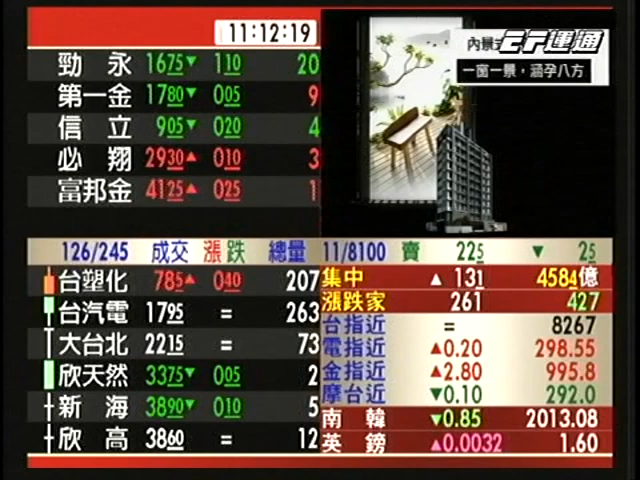 11:12:19
勁永 1675▼ 110 20
第一金 1780▼ 005 9
信立 905▼ 020 4
必翔 2930▲ 010 3
富邦金 4125▲ 025 1
EF運通
一窗一景，涵孕八方
126/245 成交 漲跌 總量
台塑化 785▲ 040 207
台汽電 1795 = 263
大台北 2215 = 73
欣天然 3375▼ 005 2
新海 3890▼ 010 5
欣高 3860 = 12
11/8100 賣 225 ▼ 25
集中 ▲ 131 4584億
漲跌家 261 427
台指近 = 8267
電指近 ▲0.20 298.55
金指近 ▲2.80 995.8
摩台近 ▼0.10 292.0
南韓 ▼0.85 2013.08
英鎊 ▲0.0032 1.60